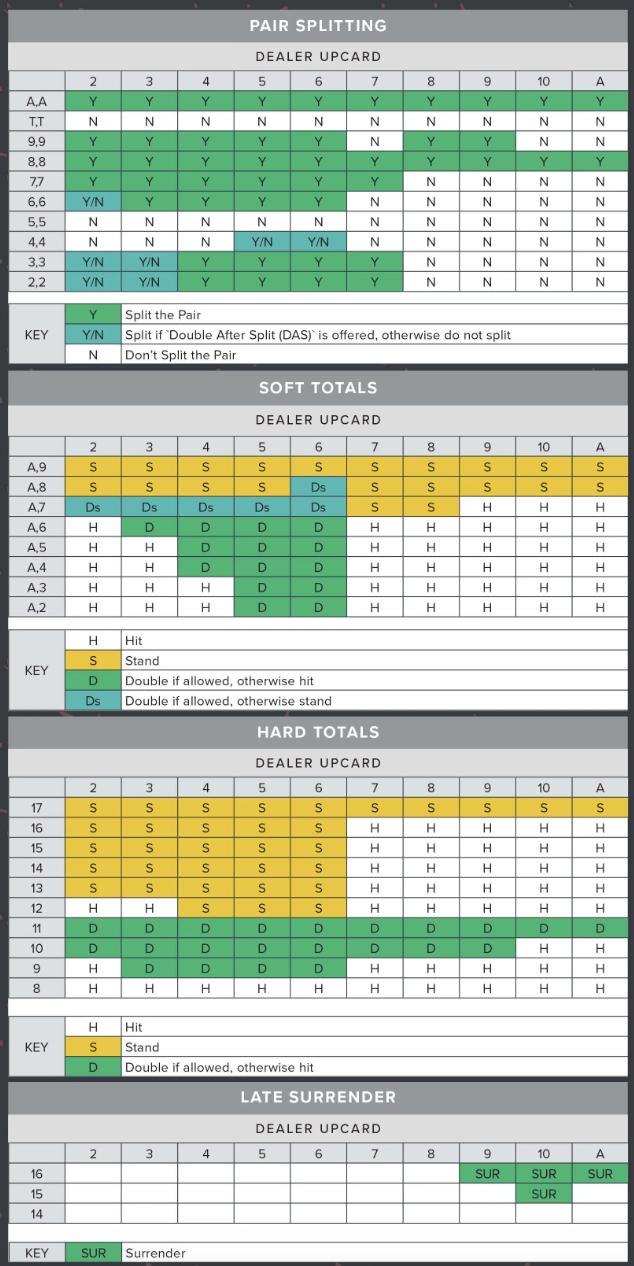 PAIR SPLITTING
DEALER UPCARD
2 3 4 5 6 7 8 9 10 A
A,A Y Y Y Y Y Y Y Y Y Y
T,T N N N N N N N N N N
9,9 Y Y Y Y Y N Y Y N N
8,8 Y Y Y Y Y Y Y Y Y Y
7,7 Y Y Y Y Y Y N N N N
6,6 Y/N Y Y Y Y N N N N N
5,5 N N N N N N N N N N
4,4 N N N Y/N Y/N N N N N N
3,3 Y/N Y/N Y Y Y Y N N N N
2,2 Y/N Y/N Y Y Y Y N N N N
Y Split the Pair
KEY Y/N Split if `Double After Split (DAS)` is offered, otherwise do not split
N Don't Split the Pair
SOFT TOTALS
DEALER UPCARD
2 3 4 5 6 7 8 9 10 A
A,9 S S S S S S S S S S
A,8 S S S S Ds S S S S S
A,7 Ds Ds Ds Ds Ds S S H H H
A,6 H D D D D H H H H H
A,5 H H D D D H H H H H
A,4 H H D D D H H H H H
A,3 H H H D D H H H H H
A,2 H H H D D H H H H H
H Hit
S Stand
KEY
D Double if allowed, otherwise hit
Ds Double if allowed, otherwise stand
HARD TOTALS
DEALER UPCARD
2 3 4 5 6 7 8 9 10 A
17 S S S S S S S S S S
16 S S S S S H H H H H
15 S S S S S H H H H H
14 S S S S S H H H H H
13 S S S S S H H H H H
12 H H S S S H H H H H
11 D D D D D D D D D D
10 D D D D D D D D H H
9 H D D D D H H H H H
8 H H H H H H H H H H
H Hit
KEY S Stand
D Double if allowed, otherwise hit
LATE SURRENDER
DEALER UPCARD
2 3 4 5 6 7 8 9 10 A
16 SUR SUR SUR
15 SUR
14
KEY SUR Surrender